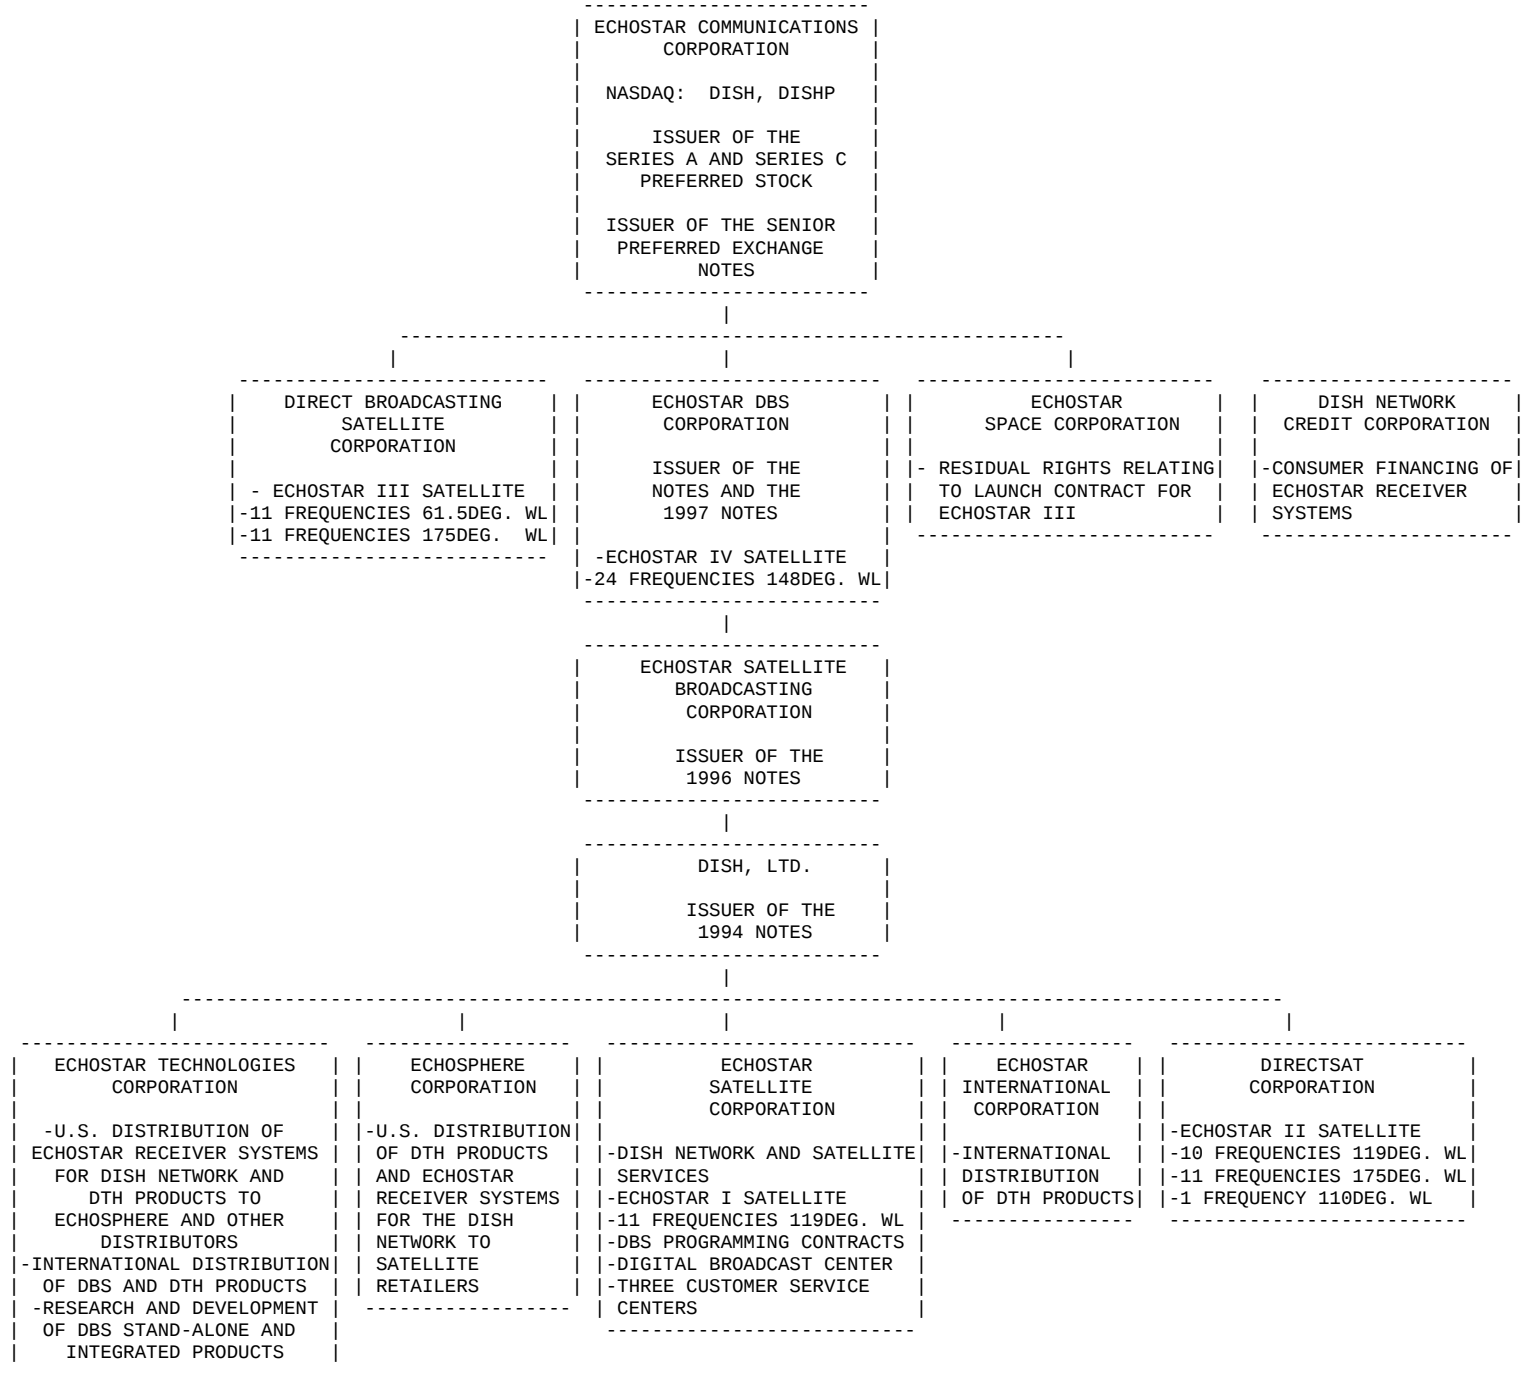 ECHOSTAR COMMUNICATIONS
CORPORATION
NASDAQ: DISH, DISHP
ISSUER OF THE
SERIES A AND SERIES C
PREFERRED STOCK
ISSUER OF THE SENIOR
PREFERRED EXCHANGE
NOTES
DIRECT BROADCASTING
SATELLITE
CORPORATION
- ECHOSTAR III SATELLITE
-11 FREQUENCIES 61.5DEG. WL
-11 FREQUENCIES 175DEG. WL
ECHOSTAR DBS
CORPORATION
ISSUER OF THE
NOTES AND THE
1997 NOTES
-ECHOSTAR IV SATELLITE
-24 FREQUENCIES 148DEG. WL
ECHOSTAR
SPACE CORPORATION
- RESIDUAL RIGHTS RELATING
TO LAUNCH CONTRACT FOR
ECHOSTAR III
DISH NETWORK
CREDIT CORPORATION
-CONSUMER FINANCING OF
ECHOSTAR RECEIVER
SYSTEMS
ECHOSTAR SATELLITE
BROADCASTING
CORPORATION
ISSUER OF THE
1996 NOTES
DISH, LTD.
ISSUER OF THE
1994 NOTES
ECHOSTAR TECHNOLOGIES
CORPORATION
-U.S. DISTRIBUTION OF
ECHOSTAR RECEIVER SYSTEMS
FOR DISH NETWORK AND
DTH PRODUCTS TO
ECHOSPHERE AND OTHER
DISTRIBUTORS
-INTERNATIONAL DISTRIBUTION
OF DBS AND DTH PRODUCTS
-RESEARCH AND DEVELOPMENT
OF DBS STAND-ALONE AND
INTEGRATED PRODUCTS
ECHOSPHERE
CORPORATION
-U.S. DISTRIBUTION
OF DTH PRODUCTS
AND ECHOSTAR
RECEIVER SYSTEMS
FOR THE DISH
NETWORK TO
SATELLITE
RETAILERS
ECHOSTAR
SATELLITE
CORPORATION
-DISH NETWORK AND SATELLITE
SERVICES
-ECHOSTAR I SATELLITE
-11 FREQUENCIES 119DEG. WL
-DBS PROGRAMMING CONTRACTS
-DIGITAL BROADCAST CENTER
-THREE CUSTOMER SERVICE
CENTERS
ECHOSTAR
INTERNATIONAL
CORPORATION
-INTERNATIONAL
DISTRIBUTION
OF DTH PRODUCTS
DIRECTSAT
CORPORATION
-ECHOSTAR II SATELLITE
-10 FREQUENCIES 119DEG. WL
-11 FREQUENCIES 175DEG. WL
-1 FREQUENCY 110DEG. WL